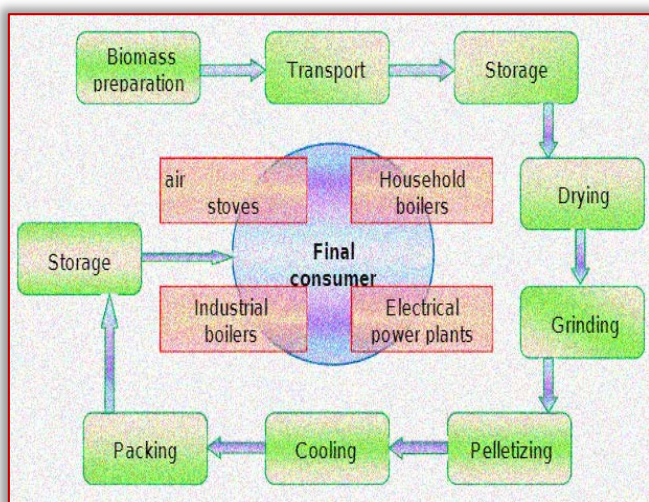 Biomass
preparation
Transport
Storage
air
stoves
Household
boilers
Drying
Storage
Final
consumer
Industrial
boilers
Electrical
power plants
Grinding
Packing
Cooling
Pelletizing